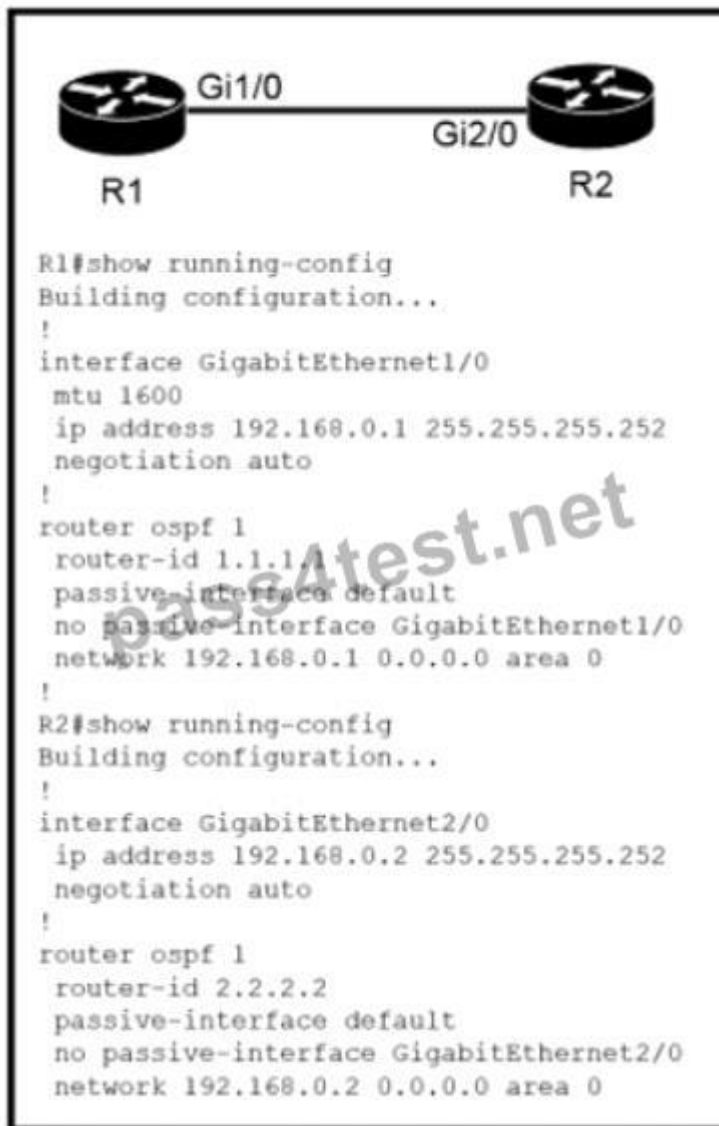 Gi1/0
Gi2/0
R1
R2
R1#show running-config
Building configuration...
!
interface GigabitEthernet1/0
 mtu 1600
 ip address 192.168.0.1 255.255.255.252
 negotiation auto
!
router ospf 1
 router-id 1.1.1.1
 passive-interface default
 no passive-interface GigabitEthernet1/0
 network 192.168.0.1 0.0.0.0 area 0
!
R2#show running-config
Building configuration...
!
interface GigabitEthernet2/0
 ip address 192.168.0.2 255.255.255.252
 negotiation auto
!
router ospf 1
 router-id 2.2.2.2
 passive-interface default
 no passive-interface GigabitEthernet2/0
 network 192.168.0.2 0.0.0.0 area 0
pass4test.net